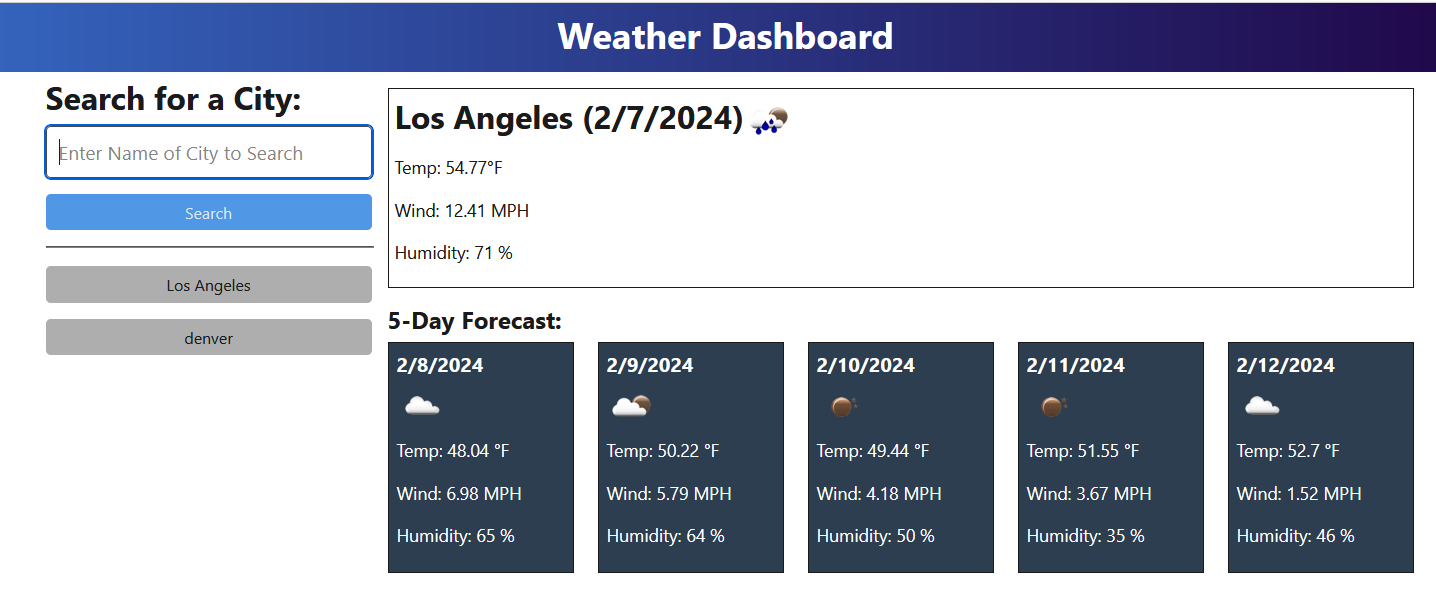 Weather Dashboard
Search for a City:
Enter Name of City to Search
Search
Los Angeles
denver
Los Angeles (2/7/2024)
Temp: 54.77°F
Wind: 12.41 MPH
Humidity: 71 %
5-Day Forecast:
2/8/2024
Temp: 48.04 °F
Wind: 6.98 MPH
Humidity: 65 %
2/9/2024
Temp: 50.22 °F
Wind: 5.79 MPH
Humidity: 64 %
2/10/2024
Temp: 49.44 °F
Wind: 4.18 MPH
Humidity: 50 %
2/11/2024
Temp: 51.55 °F
Wind: 3.67 MPH
Humidity: 35 %
2/12/2024
Temp: 52.7 °F
Wind: 1.52 MPH
Humidity: 46 %